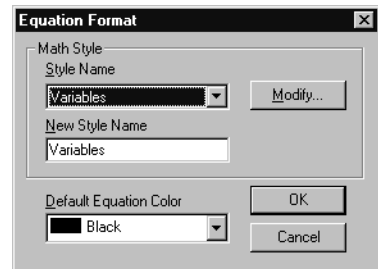 Equation Format
Math Style
Style Name
Variables
Modify...
New Style Name
Variables
Default Equation Color
OK
Black
Cancel